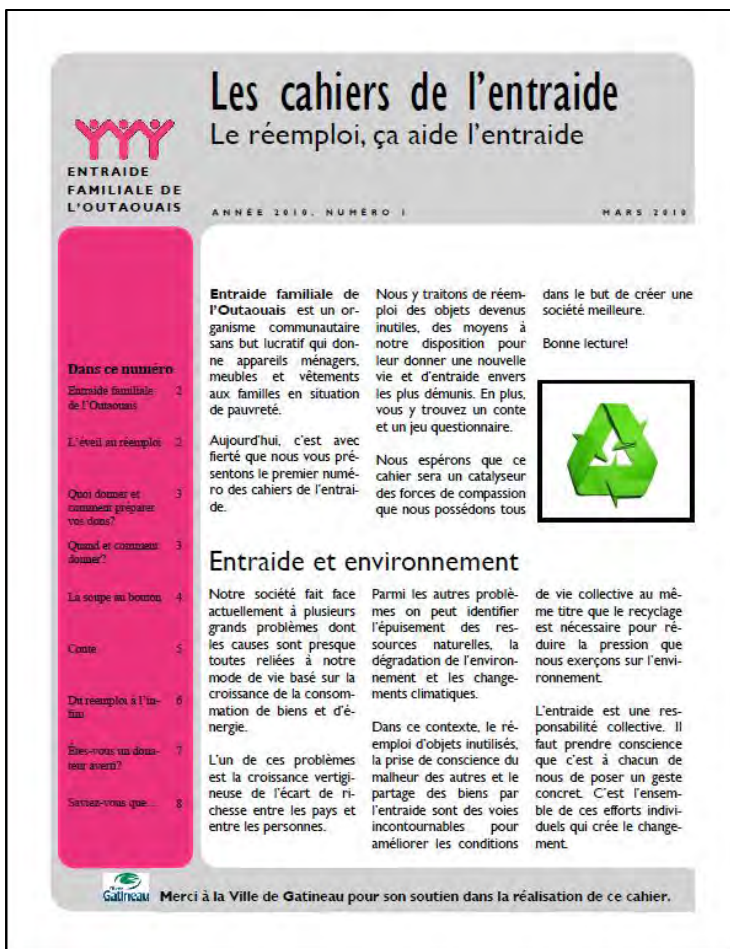 Les cahiers de l'entraide
Le réemploi, ça aide l'entraide
ENTRAIDE
FAMILIALE DE
L'OUTAOUAIS
ANNÉE 2010, NUMÉRO 1
MARS 2010
Dans ce numéro
Entraide familiale 2
de l'Outaouais
L'éveil au réemploi 2
Quoi donner et 3
comment préparer
vos dons?
Quand et comment 3
donner?
La soupe au bouton 4
Conte 5
Du réemploi à l'in- 6
fini
Êtes-vous un dona- 7
teur averti?
Saviez-vous que... 8
Entraide familiale de
l'Outaouais est un or-
ganisme communautaire
sans but lucratif qui don-
ne appareils ménagers,
meubles et vêtements
aux familles en situation
de pauvreté.
Aujourd'hui, c'est avec
fierté que nous vous pré-
sentons le premier numé-
ro des cahiers de l'entrai-
de.
Nous y traitons de réem-
ploi des objets devenus
inutiles, des moyens à
notre disposition pour
leur donner une nouvelle
vie et d'entraide envers
les plus démunis. En plus,
vous y trouvez un conte
et un jeu questionnaire.
Nous espérons que ce
cahier sera un catalyseur
des forces de compassion
que nous possédons tous
dans le but de créer une
société meilleure.
Bonne lecture!
Entraide et environnement
Notre société fait face
actuellement à plusieurs
grands problèmes dont
les causes sont presque
toutes reliées à notre
mode de vie basé sur la
croissance de la consom-
mation de biens et d'é-
nergie.
L'un de ces problèmes
est la croissance vertigi-
neuse de l'écart de ri-
chesse entre les pays et
entre les personnes.
Parmi les autres problè-
mes on peut identifier
l'épuisement des res-
sources naturelles, la
dégradation de l'environ-
nement et les change-
ments climatiques.
Dans ce contexte, le ré-
emploi d'objets inutilisés,
la prise de conscience du
malheur des autres et le
partage des biens par
l'entraide sont des voies
incontournables pour
améliorer les conditions
de vie collective au mê-
me titre que le recyclage
est nécessaire pour ré-
duire la pression que
nous exerçons sur l'envi-
ronnement.
L'entraide est une res-
ponsabilité collective. Il
faut prendre conscience
que c'est à chacun de
nous de poser un geste
concret. C'est l'ensem-
ble de ces efforts indivi-
duels qui crée le change-
ment.
Gatineau
Merci à la Ville de Gatineau pour son soutien dans la réalisation de ce cahier.